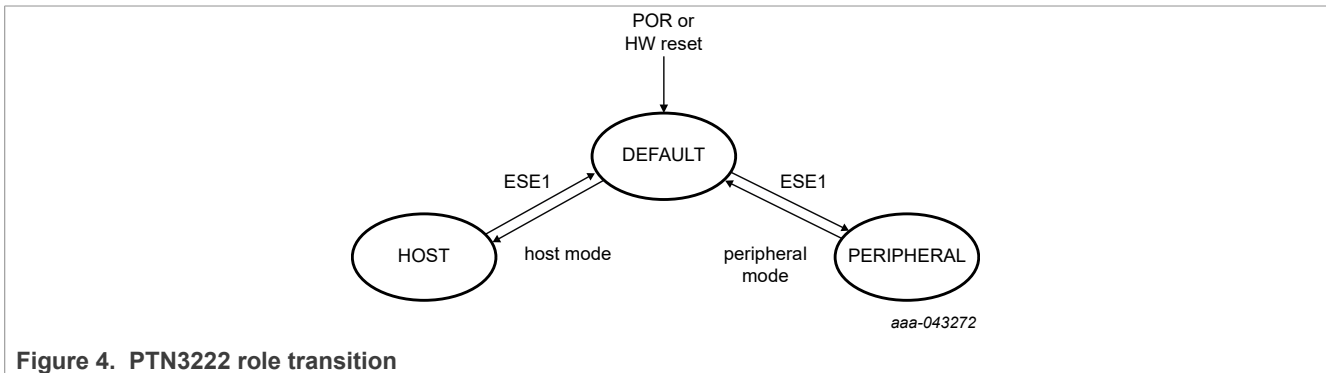 POR or
HW reset
DEFAULT
ESE1
ESE1
HOST
host mode
peripheral
mode
PERIPHERAL
aaa-043272
Figure 4. PTN3222 role transition